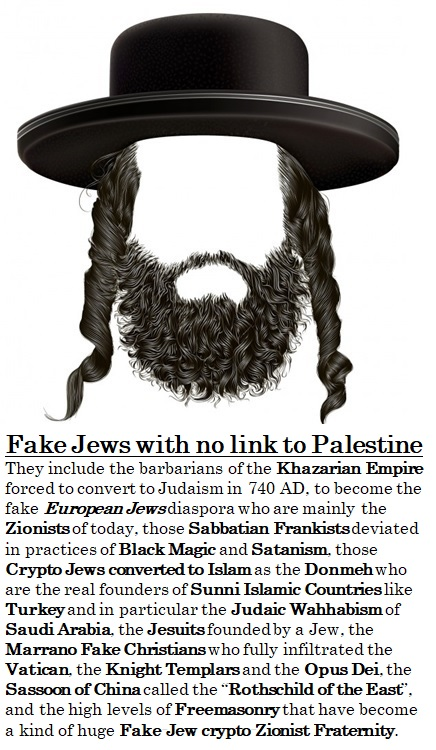 Fake Jews with no link to Palestine
They include the barbarians of the Khazarian Empire
forced to convert to Judaism in 740 AD, to become the
fake European Jews diaspora who are mainly the
Zionists of today, those Sabbatian Frankists deviated
in practices of Black Magic and Satanism, those
Crypto Jews converted to Islam as the Donmeh who
are the real founders of Sunni Islamic Countries like
Turkey and in particular the Judaic Wahhabism of
Saudi Arabia, the Jesuits founded by a Jew, the
Marrano Fake Christians who fully infiltrated the
Vatican, the Knight Templars and the Opus Dei, the
Sassoon of China called the “Rothschild of the East”,
and the high levels of Freemasonry that have become
a kind of huge Fake Jew crypto Zionist Fraternity.